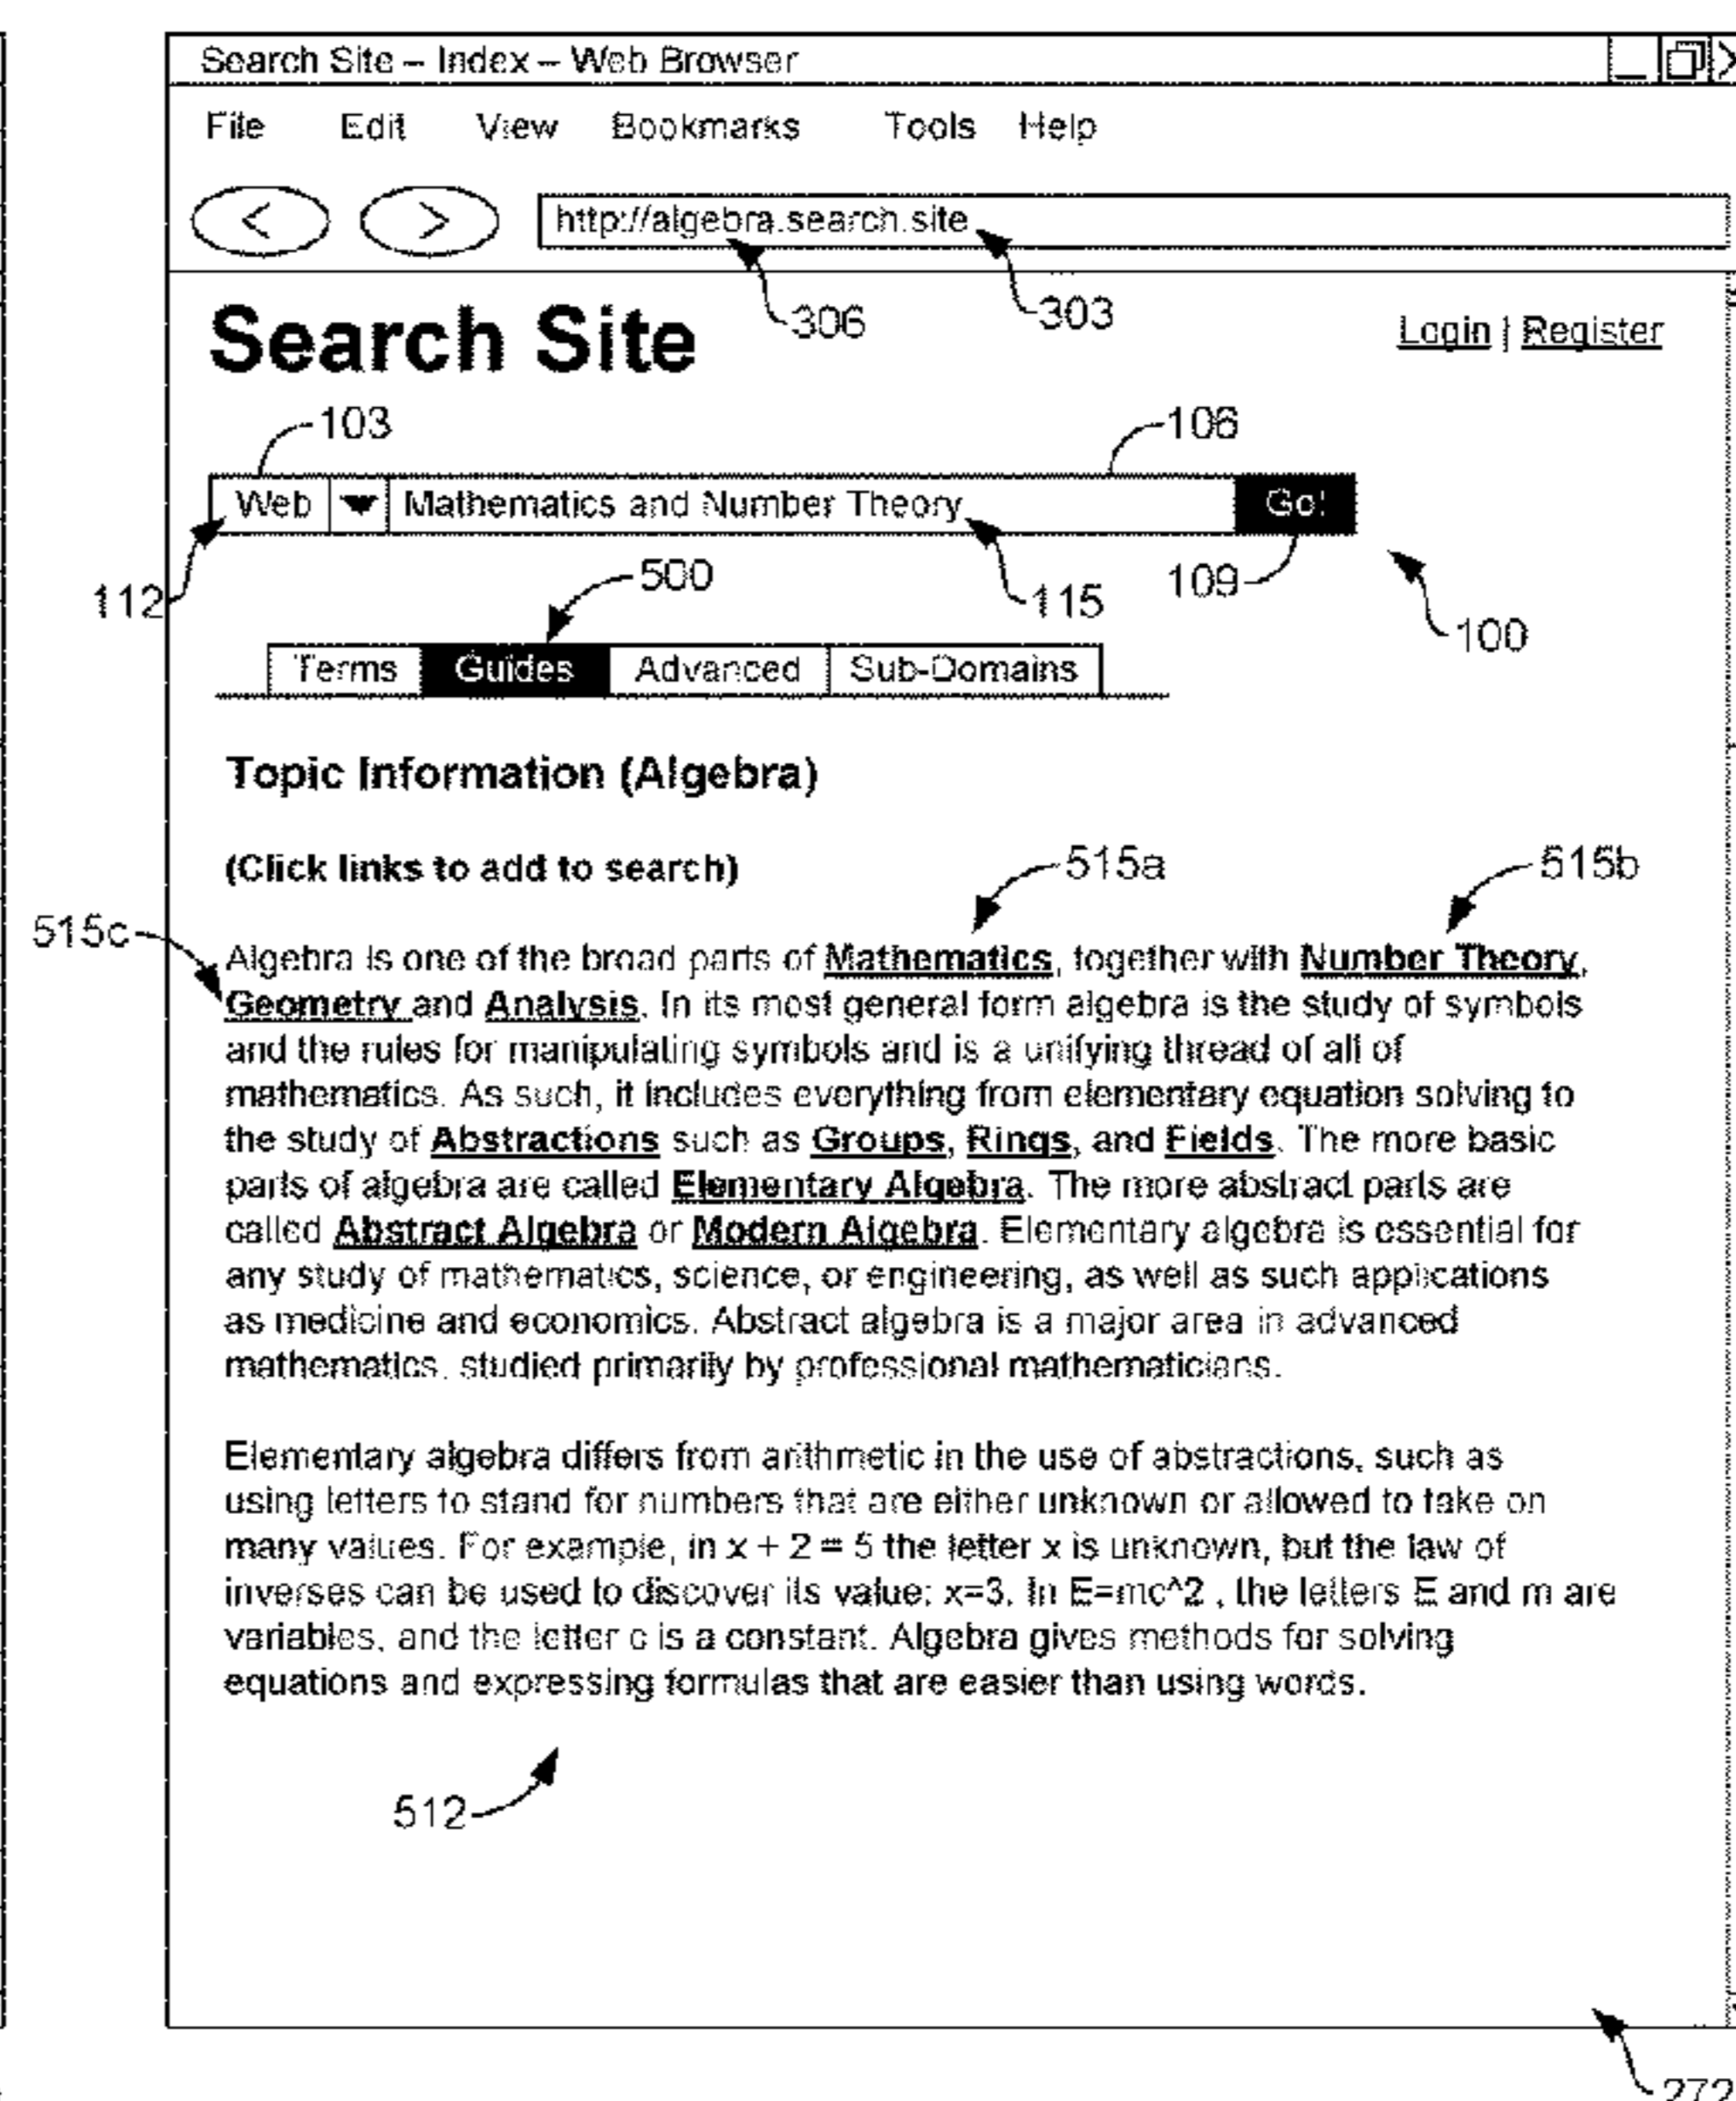 Search Site – Index – Web Browser
File Edit View Bookmarks Tools Help
< > http://algebra.search.site
306 303
Search Site Login | Register
103 106
Web Mathematics and Number Theory Go!
112 500 115 109 100
Terms Guides Advanced Sub-Domains
Topic Information (Algebra)
(Click links to add to search) 515a 515b
515c
Algebra is one of the broad parts of Mathematics, together with Number Theory,
Geometry and Analysis. In its most general form algebra is the study of symbols
and the rules for manipulating symbols and is a unifying thread of all of
mathematics. As such, it includes everything from elementary equation solving to
the study of Abstractions such as Groups, Rings, and Fields. The more basic
parts of algebra are called Elementary Algebra. The more abstract parts are
called Abstract Algebra or Modern Algebra. Elementary algebra is essential for
any study of mathematics, science, or engineering, as well as such applications
as medicine and economics. Abstract algebra is a major area in advanced
mathematics, studied primarily by professional mathematicians.
Elementary algebra differs from arithmetic in the use of abstractions, such as
using letters to stand for numbers that are either unknown or allowed to take on
many values. For example, in x + 2 = 5 the letter x is unknown, but the law of
inverses can be used to discover its value: x=3. In E=mc^2 , the letters E and m are
variables, and the letter c is a constant. Algebra gives methods for solving
equations and expressing formulas that are easier than using words.
512
272